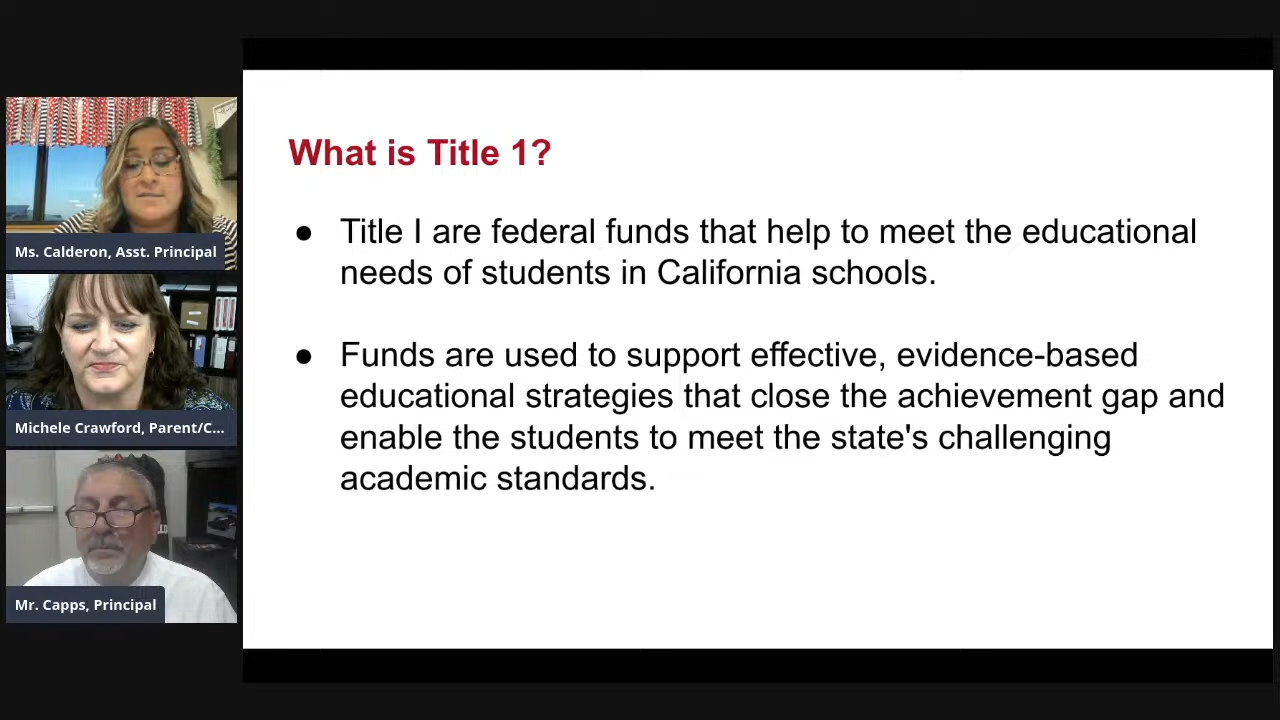 Ms. Calderon, Asst. Principal
Michele Crawford, Parent/C...
Mr. Capps, Principal
What is Title 1?
● Title I are federal funds that help to meet the educational
needs of students in California schools.
● Funds are used to support effective, evidence-based
educational strategies that close the achievement gap and
enable the students to meet the state's challenging
academic standards.